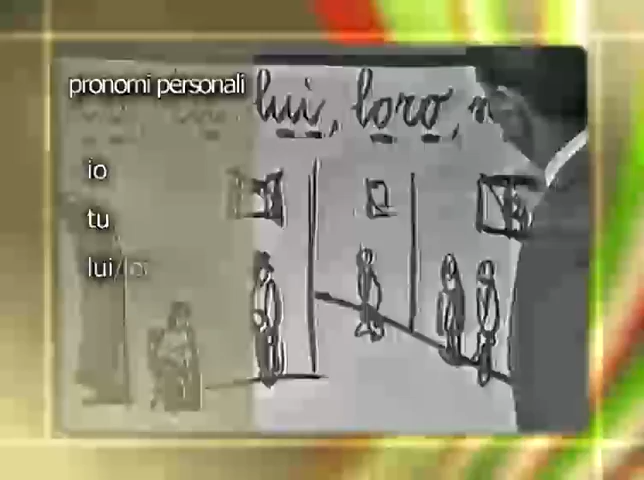 pronomi personali
lui, loro,
io
tu
lui/